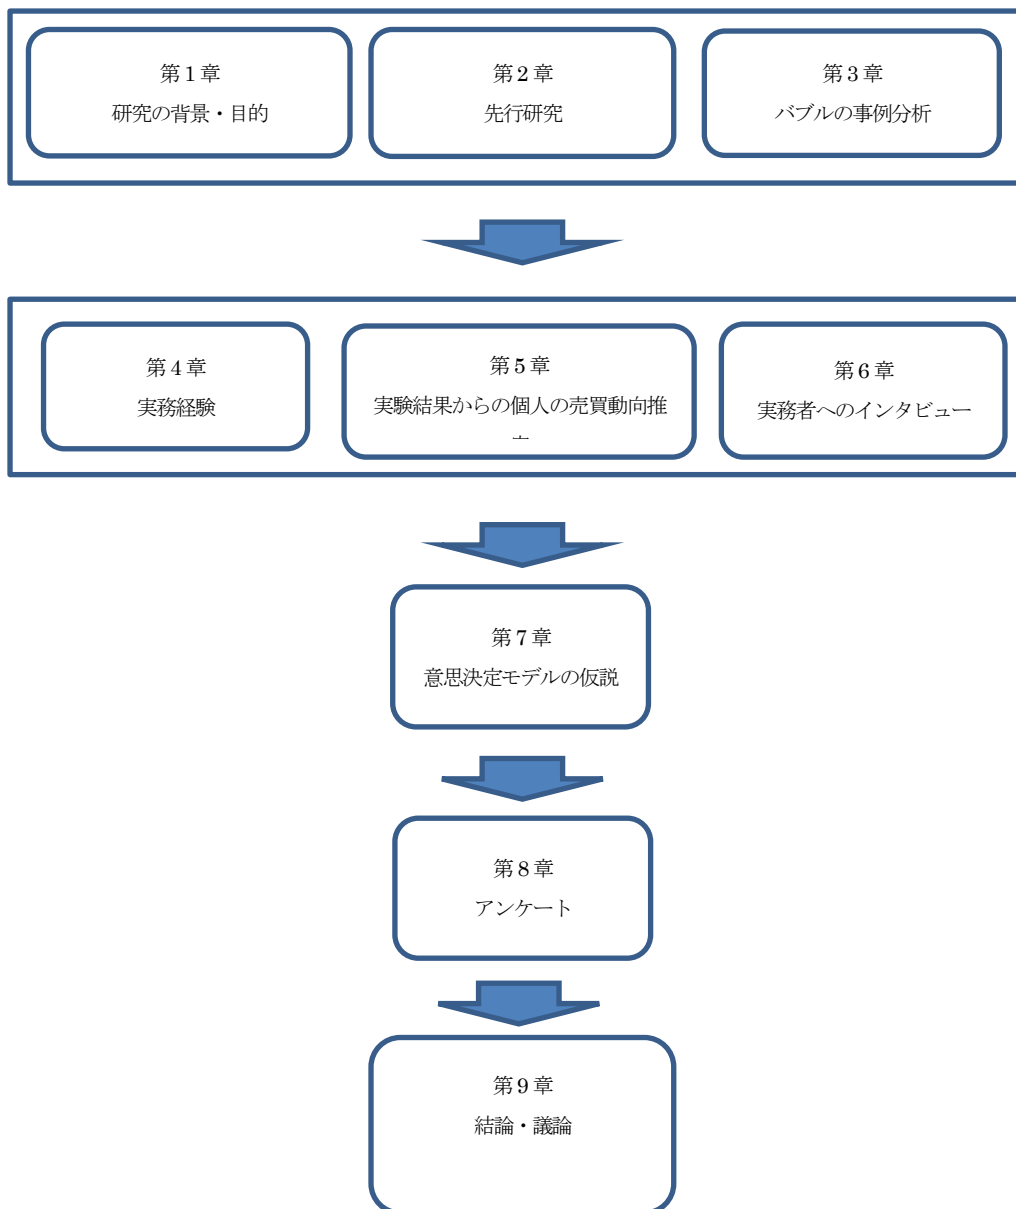 第1章
研究の背景・目的
第2章
先行研究
第3章
バブルの事例分析
第4章
実務経験
第5章
実験結果からの個人の売買動向推
第6章
実務者へのインタビュー
第7章
意思決定モデルの仮説
第8章
アンケート
第9章
結論・議論